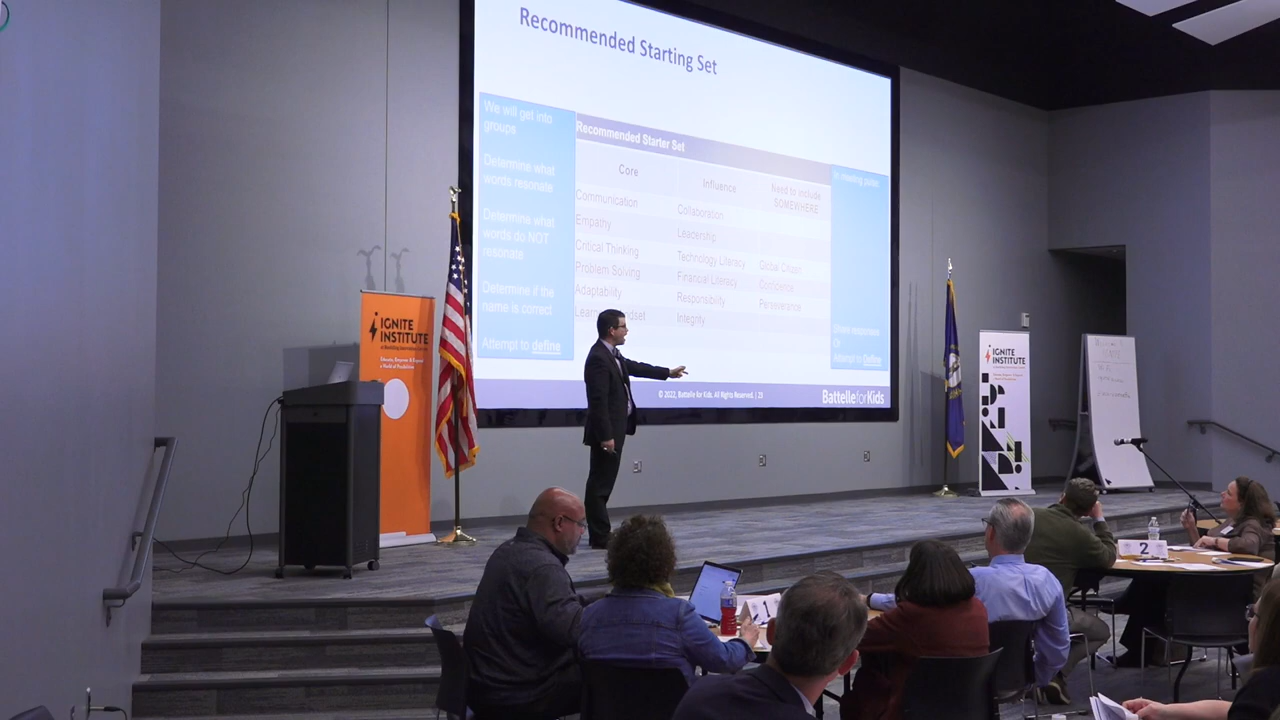 Recommended Starting Set
We will get into
groups
Determine what
words resonate
Determine what
words do NOT
resonate
Determine if the
name is correct
Attempt to define
Recommended Starter Set
Core
Influence
Need to include
SOMEWHERE
Communication
Collaboration
Empathy
Leadership
Critical Thinking
Technology Literacy
Global Citizen
Problem Solving
Financial Literacy
Confidence
Adaptability
Responsibility
Perseverance
Integrity
Share responses
Or
Attempt to Define
© 2022, Battelle for Kids. All Rights Reserved. | 23
BattelleforKids
IGNITE
INSTITUTE
IGNITE
INSTITUTE
1
2